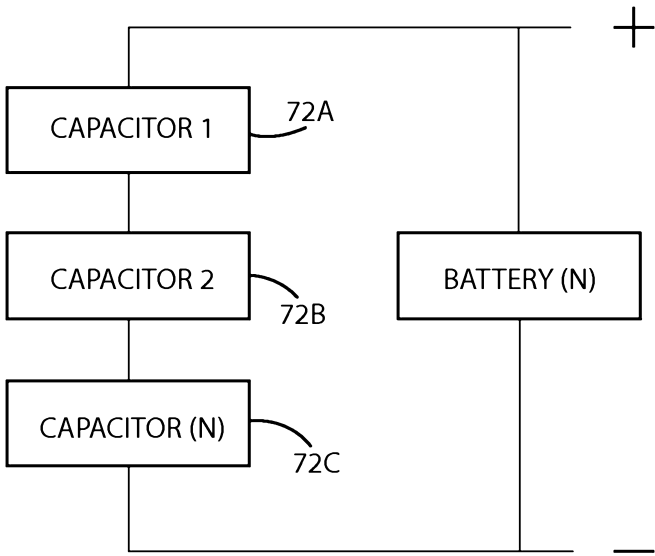 +
CAPACITOR 1
72A
CAPACITOR 2
72B
BATTERY (N)
CAPACITOR (N)
72C
—